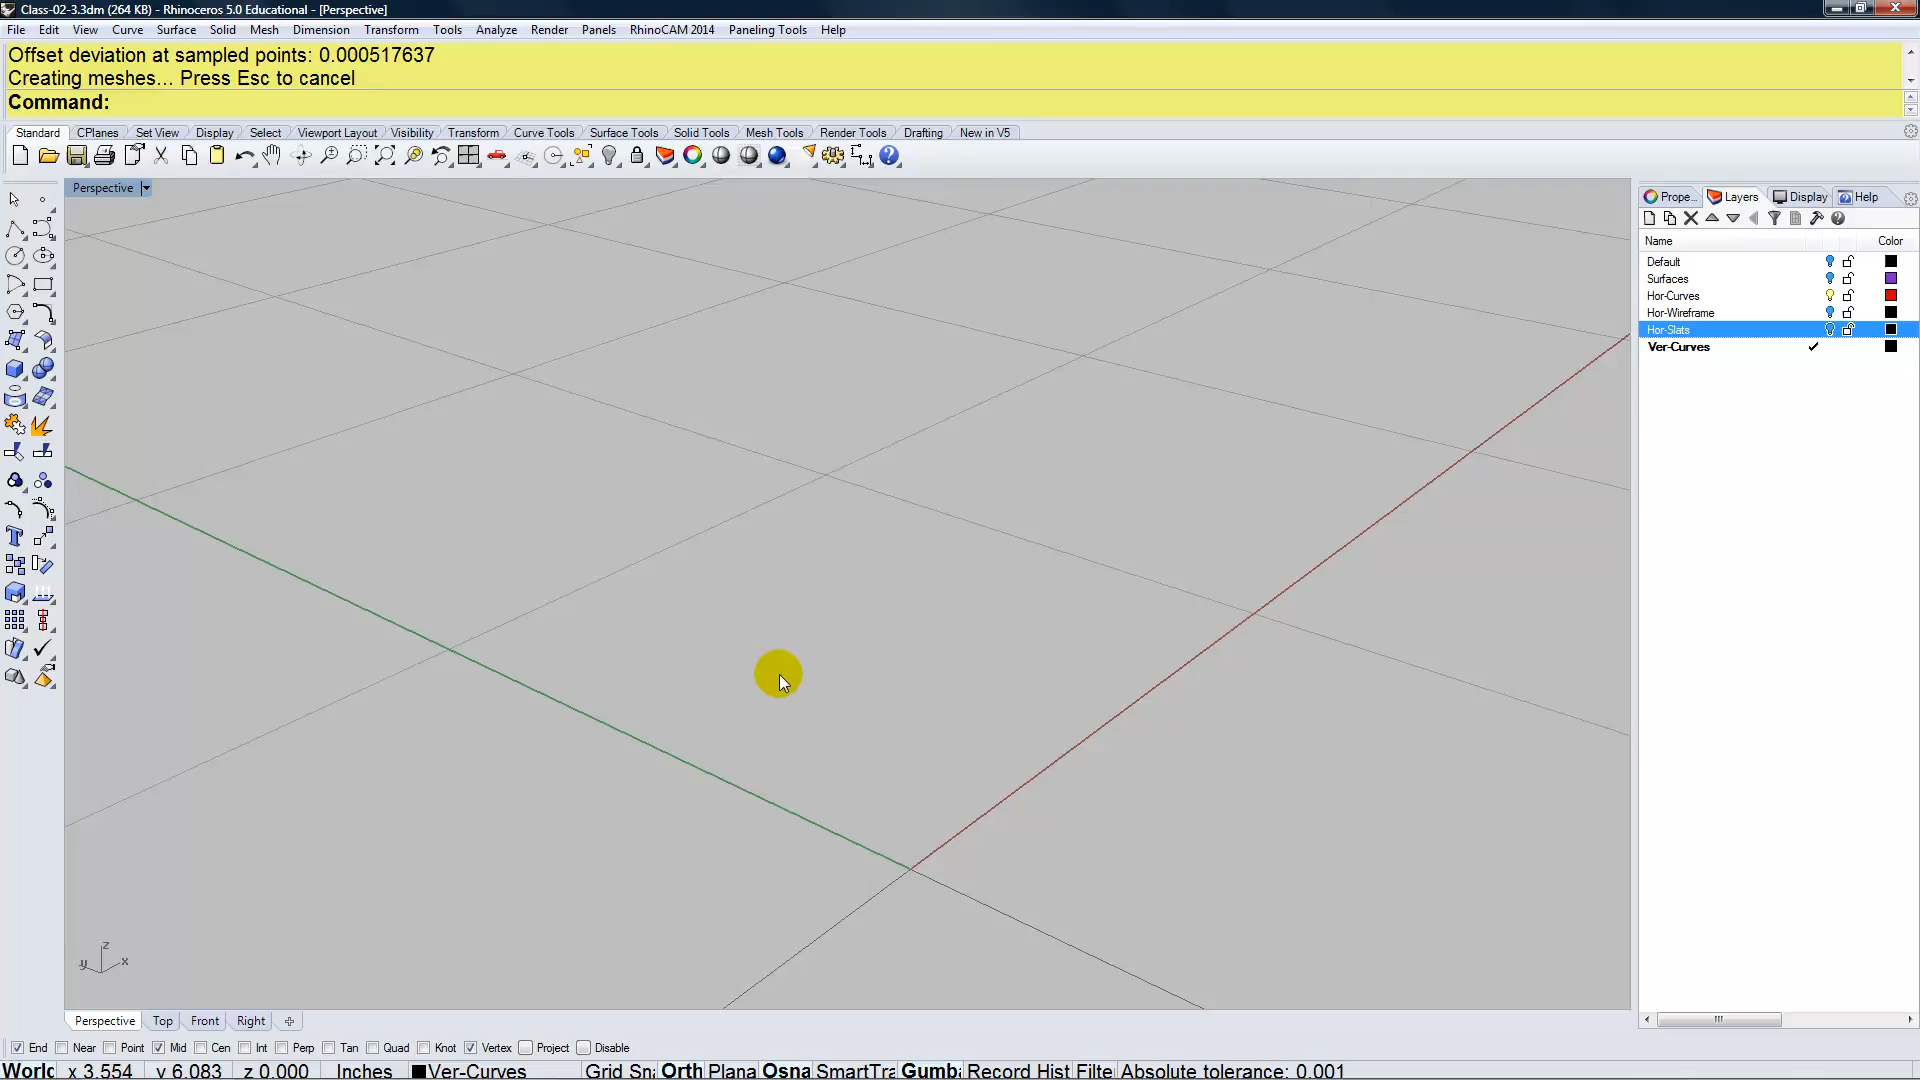 Class-02-3.3dm (264 KB) - Rhinoceros 5.0 Educational - [Perspective]
File Edit View Curve Surface Solid Mesh Dimension Transform Tools Analyze Render Panels RhinoCAM 2014 Paneling Tools Help
Offset deviation at sampled points: 0.000517637
Creating meshes... Press Esc to cancel
Command:
Standard CPlanes Set View Display Select Viewport Layout Visibility Transform Curve Tools Surface Tools Solid Tools Mesh Tools Render Tools Drafting New in V5
Perspective
Prope... Layers Display Help
Name Color
Default
Surfaces
Hor-Curves
Hor-Wireframe
Hor-Slats
Ver-Curves
z
y x
Perspective Top Front Right
End Near Point Mid Cen Int Perp Tan Quad Knot Vertex Project Disable
World x 3.554 y 6.083 z 0.000 Inches Ver-Curves Grid Sna Orth Plana Osna SmartTra Gumba Record Hist Filte Absolute tolerance: 0.001